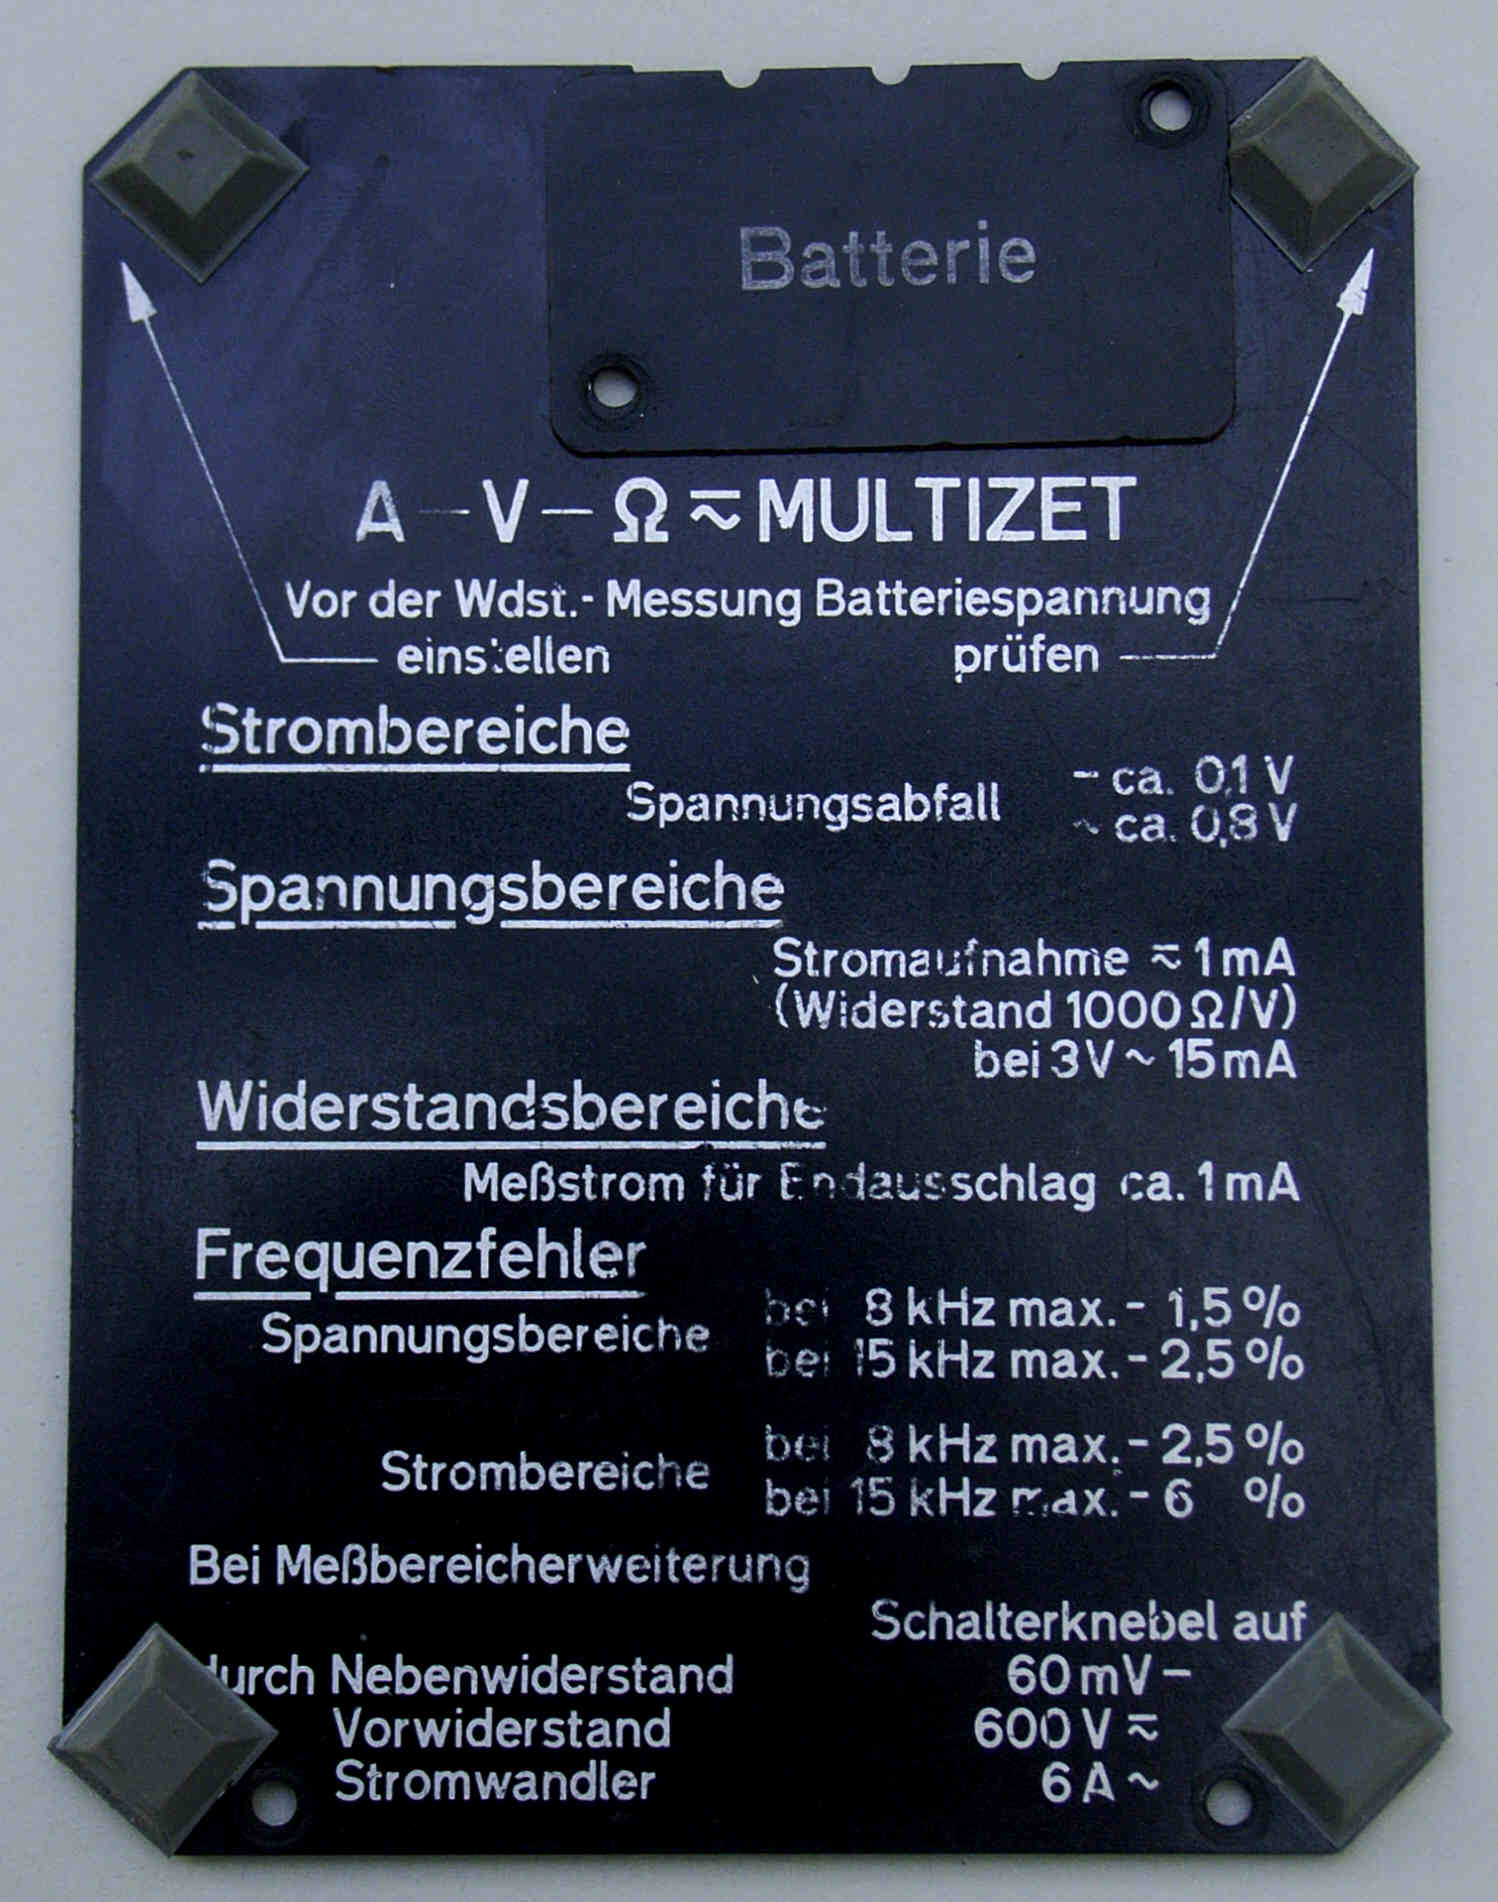 Batterie
A – V – Ω ≂ MULTIZET
Vor der Wdst.- Messung Batteriespannung
einstellen prüfen
Strombereiche
Spannungsabfall – ca. 0,1 V
~ ca. 0,8 V
Spannungsbereiche
Stromaufnahme ≂ 1 mA
(Widerstand 1000 Ω/V)
bei 3 V ~ 15 mA
Widerstandsbereiche
Meßstrom für Endausschlag ca. 1 mA
Frequenzfehler
Spannungsbereiche bei 8 kHz max. - 1,5 %
bei 15 kHz max. - 2,5 %
Strombereiche bei 8 kHz max. - 2,5 %
bei 15 kHz max. - 6 %
Bei Meßbereicherweiterung
Schalterknebel auf
durch Nebenwiderstand 60 mV –
Vorwiderstand 600 V ≂
Stromwandler 6 A ~